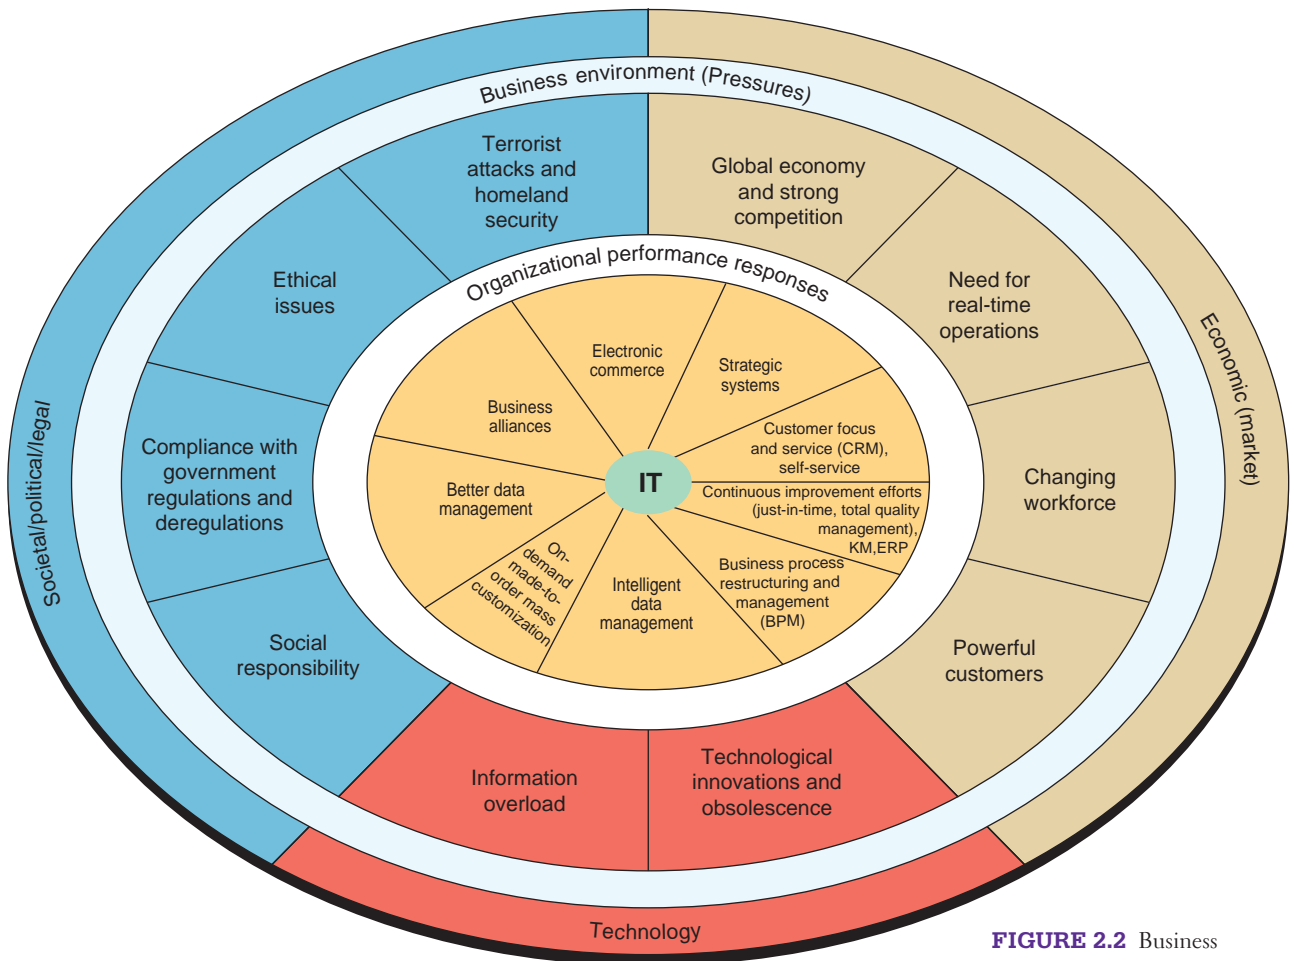 Business environment (Pressures)
Terrorist
attacks and
homeland
security
Global economy
and strong
competition
Ethical
issues
Need for
real-time
operations
Organizational performance responses
Economic (market)
Societal/political/legal
Electronic
commerce
Strategic
systems
Business
alliances
Customer focus
and service (CRM),
self-service
Compliance with
government
regulations and
deregulations
IT
Changing
workforce
Better data
management
Continuous improvement efforts
(just-in-time, total quality
management),
KM,ERP
On-
demand
made-to-
order mass
customization
Intelligent
data
management
Business process
restructuring and
management
(BPM)
Social
responsibility
Powerful
customers
Information
overload
Technological
innovations and
obsolescence
Technology
FIGURE 2.2 Business